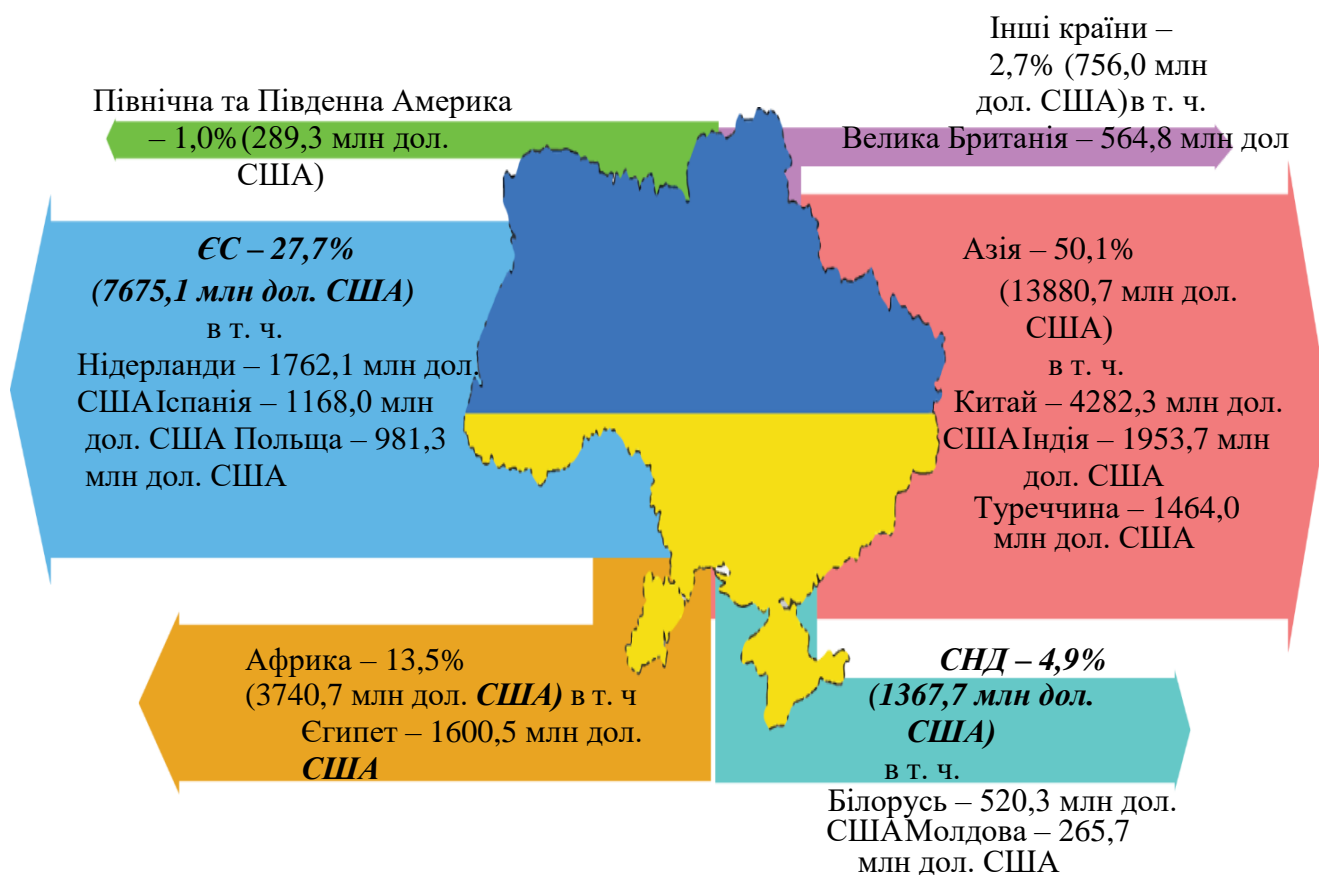 Північна та Південна Америка
– 1,0% (289,3 млн дол.
США)
Інші країни –
2,7% (756,0 млн
дол. США) в т. ч.
Велика Британія – 564,8 млн дол
ЄС – 27,7%
(7675,1 млн дол. США)
в т. ч.
Нідерланди – 1762,1 млн дол.
СШАІспанія – 1168,0 млн
дол. США Польща – 981,3
млн дол. США
Азія – 50,1%
(13880,7 млн дол.
США)
в т. ч.
Китай – 4282,3 млн дол.
СШАІндія – 1953,7 млн
дол. США
Туреччина – 1464,0
млн дол. США
Африка – 13,5%
(3740,7 млн дол. США) в т. ч
Єгипет – 1600,5 млн дол.
США
СНД – 4,9%
(1367,7 млн дол.
США)
в т. ч.
Білорусь – 520,3 млн дол.
СШАМолдова – 265,7
млн дол. США